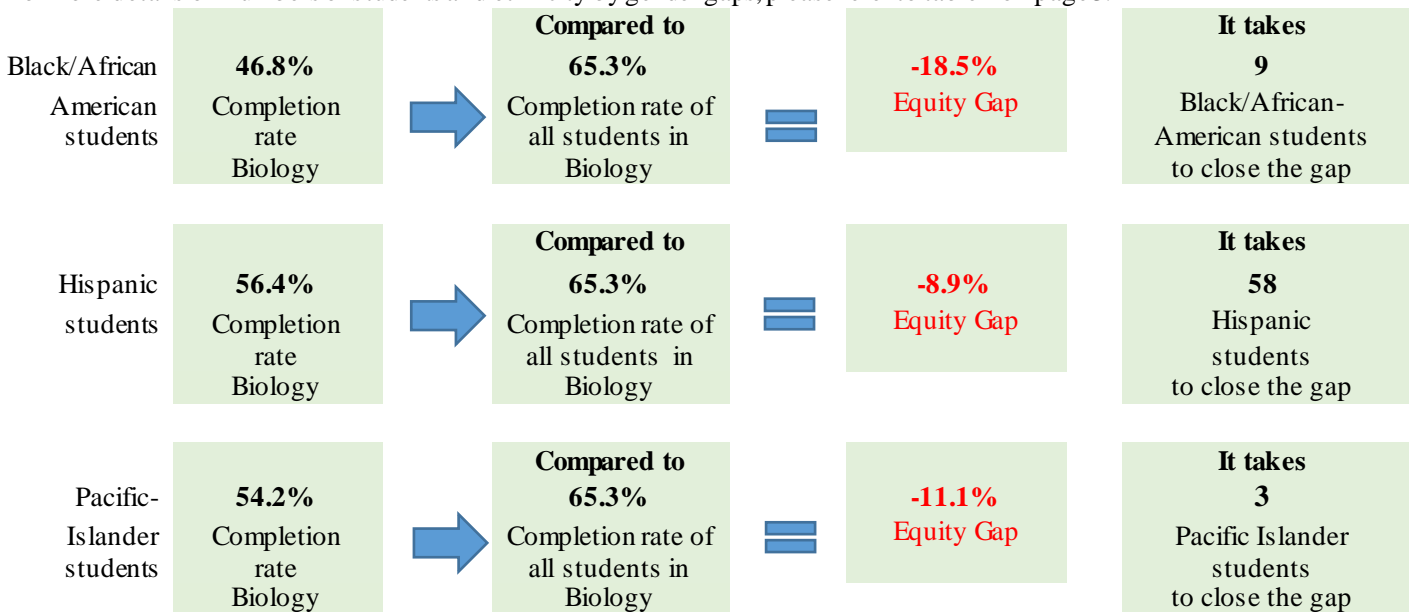 Compared to
It takes
Black/African
American
students
46.8%
Completion
rate
Biology
65.3%
Completion rate of
all students in
Biology
-18.5%
Equity Gap
9
Black/African-
American students
to close the gap
Compared to
It takes
Hispanic
students
56.4%
Completion
rate
Biology
65.3%
Completion rate of
all students in
Biology
-8.9%
Equity Gap
58
Hispanic
students
to close the gap
Compared to
It takes
Pacific-
Islander
students
54.2%
Completion
rate
Biology
65.3%
Completion rate of
all students in
Biology
-11.1%
Equity Gap
3
Pacific Islander
students
to close the gap